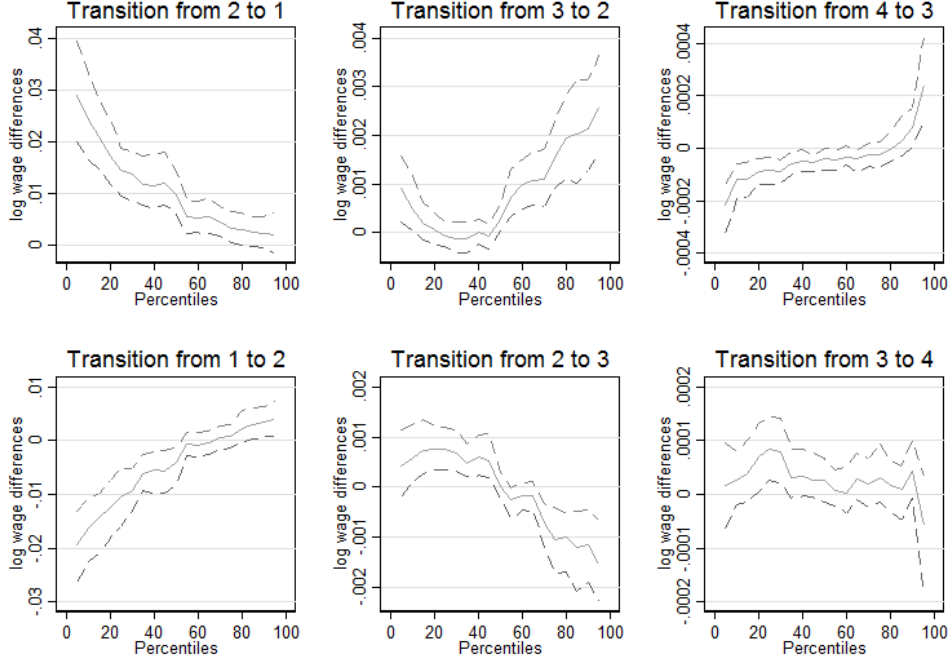 Transition from 2 to 1
log wage differences
.04
.03
.02
.01
0
0 20 40 60 80 100
Percentiles
Transition from 3 to 2
log wage differences
.004
.003
.002
.001
0
0 20 40 60 80 100
Percentiles
Transition from 4 to 3
log wage differences
.0004
.0002
0
-.0002
-.0004
0 20 40 60 80 100
Percentiles
Transition from 1 to 2
log wage differences
.01
0
-.01
-.02
-.03
0 20 40 60 80 100
Percentiles
Transition from 2 to 3
log wage differences
.002
.001
0
-.001
-.002
0 20 40 60 80 100
Percentiles
Transition from 3 to 4
log wage differences
.0002
.0001
0
-.0001
-.0002
0 20 40 60 80 100
Percentiles